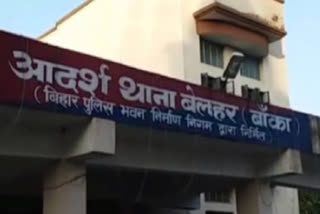 आदर्श थाना बेलहर (बाँका)
(बिहार पुलिस भवन निर्माण निगम द्वारा निर्मित)